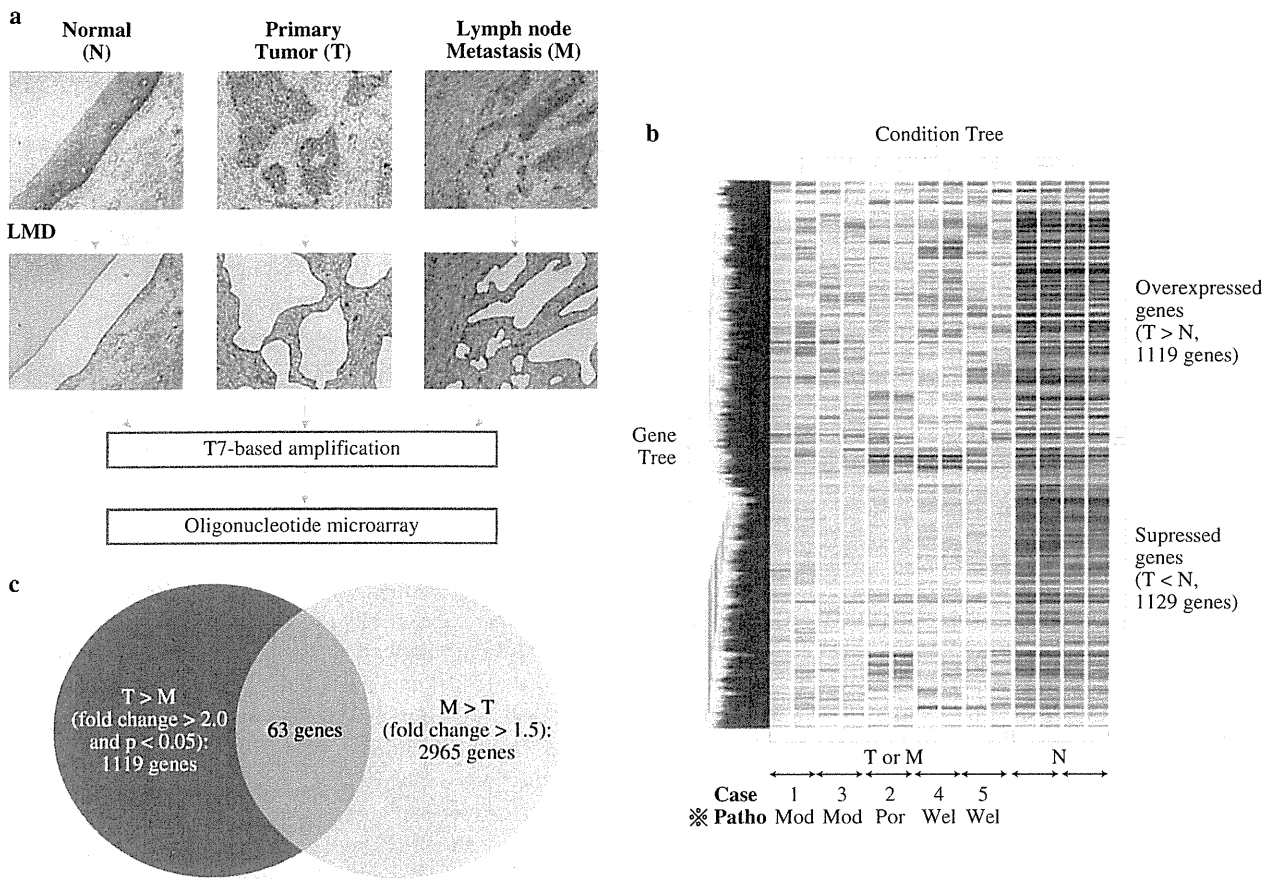 a
Normal
(N)
Primary
Tumor (T)
Lymph node
Metastasis (M)
LMD
T7-based amplification
Oligonucleotide microarray
b
Condition Tree
Gene
Tree
Overexpressed
genes
(T > N,
1119 genes)
Supressed
genes
(T < N,
1129 genes)
T or M
N
Case 1 3 2 4 5
※ Patho Mod Mod Por Wel Wel
c
T > M
(fold change > 2.0
and p < 0.05):
1119 genes
63 genes
M > T
(fold change > 1.5):
2965 genes